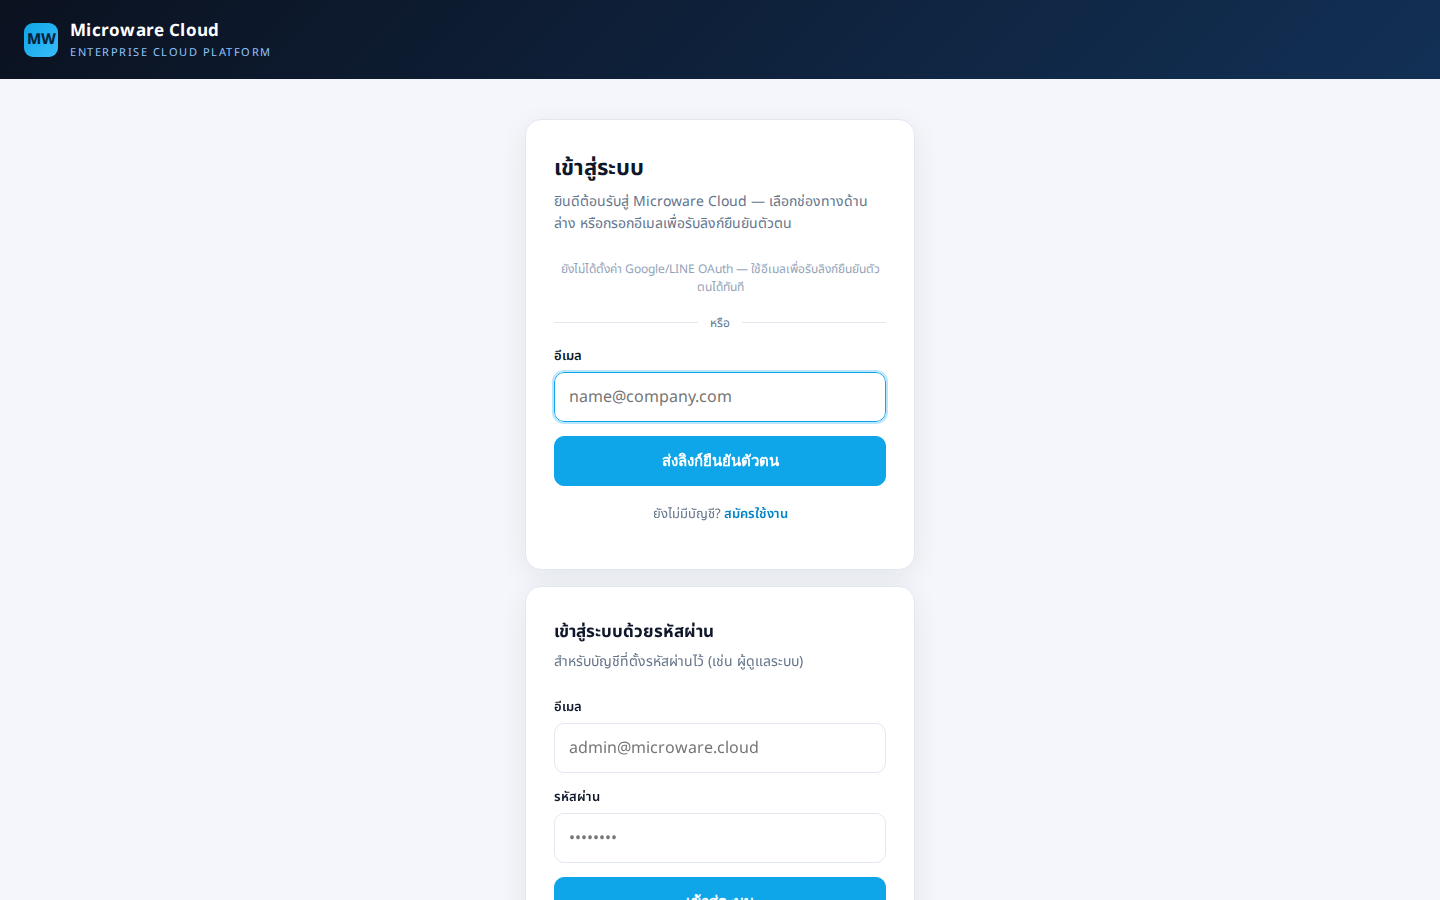 MW
Microware Cloud
ENTERPRISE CLOUD PLATFORM
เข้าสู่ระบบ
ยินดีต้อนรับสู่ Microware Cloud — เลือกช่องทางด้าน
ล่าง หรือกรอกอีเมลเพื่อรับลิงก์ยืนยันตัวตน
ยังไม่ได้ตั้งค่า Google/LINE OAuth — ใช้อีเมลเพื่อรับลิงก์ยืนยันตัว
ตนได้ทันที
หรือ
อีเมล
name@company.com
ส่งลิงก์ยืนยันตัวตน
ยังไม่มีบัญชี? สมัครใช้งาน
เข้าสู่ระบบด้วยรหัสผ่าน
สำหรับบัญชีที่ตั้งรหัสผ่านไว้ (เช่น ผู้ดูแลระบบ)
อีเมล
admin@microware.cloud
รหัสผ่าน
••••••••